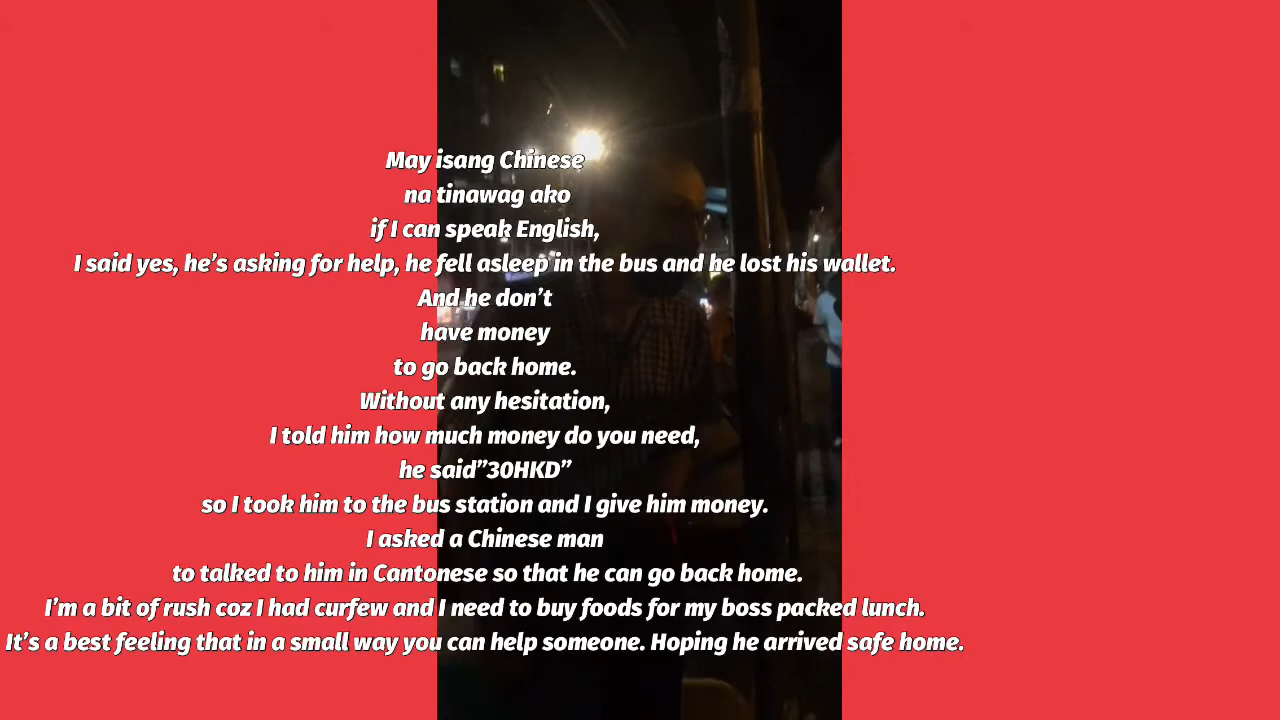 May isang Chinese
na tinawag ako
if I can speak English,
I said yes, he’s asking for help, he fell asleep in the bus and he lost his wallet.
And he don’t
have money
to go back home.
Without any hesitation,
I told him how much money do you need,
he said”30HKD”
so I took him to the bus station and I give him money.
I asked a Chinese man
to talked to him in Cantonese so that he can go back home.
I’m a bit of rush coz I had curfew and I need to buy foods for my boss packed lunch.
It’s a best feeling that in a small way you can help someone. Hoping he arrived safe home.